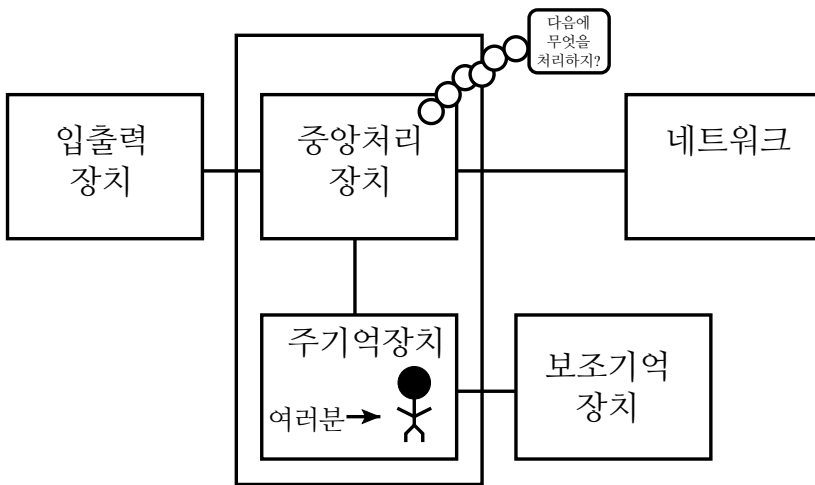 다음에
무엇을
처리하지?
입출력
장치
중앙처리
장치
네트워크
주기억장치
여러분
보조기억
장치